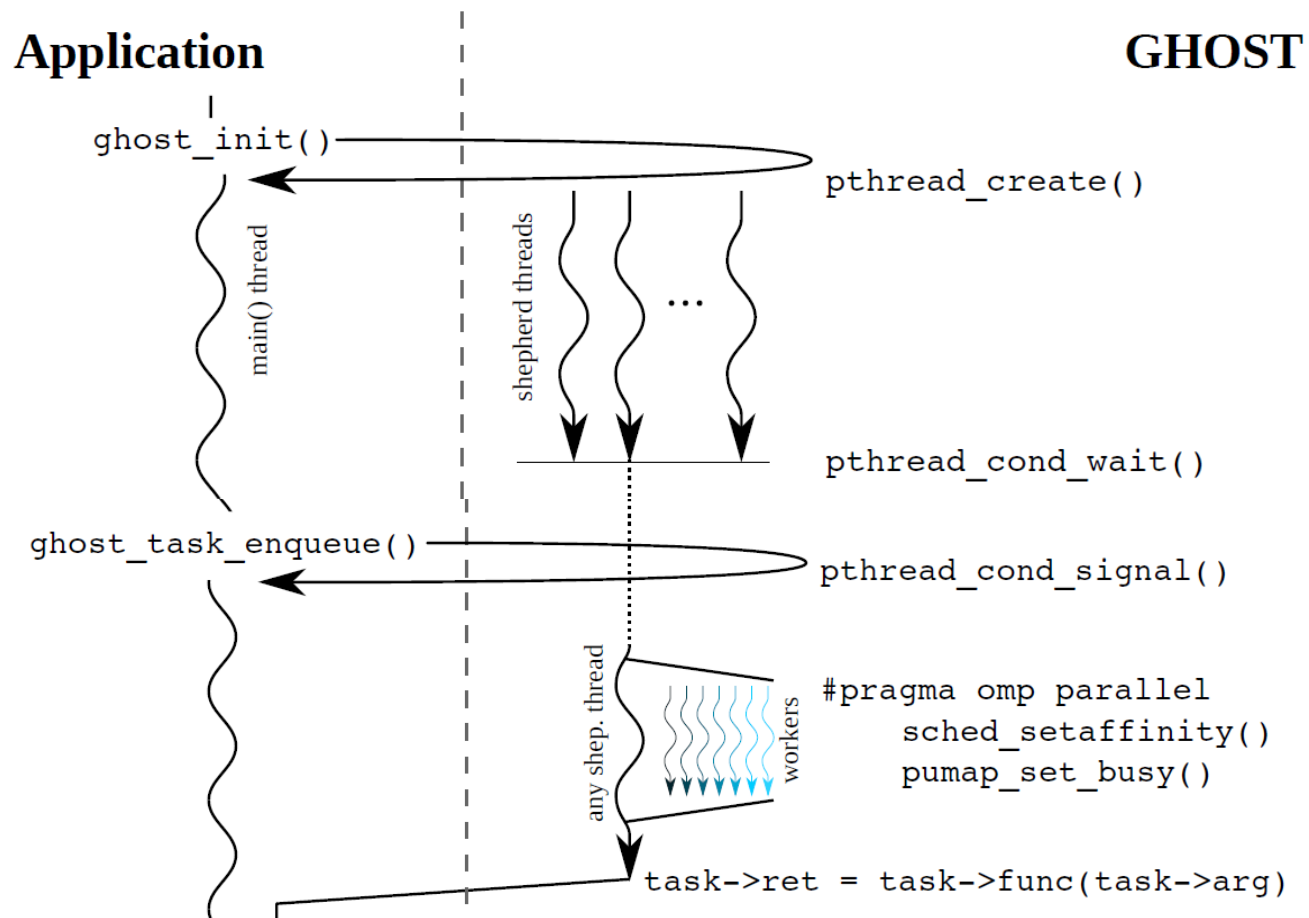 Application
GHOST
ghost_init()
pthread_create()
main() thread
shepherd threads
...
pthread_cond_wait()
ghost_task_enqueue()
pthread_cond_signal()
any shep. thread
workers
#pragma omp parallel
sched_setaffinity()
pumap_set_busy()
task->ret = task->func(task->arg)